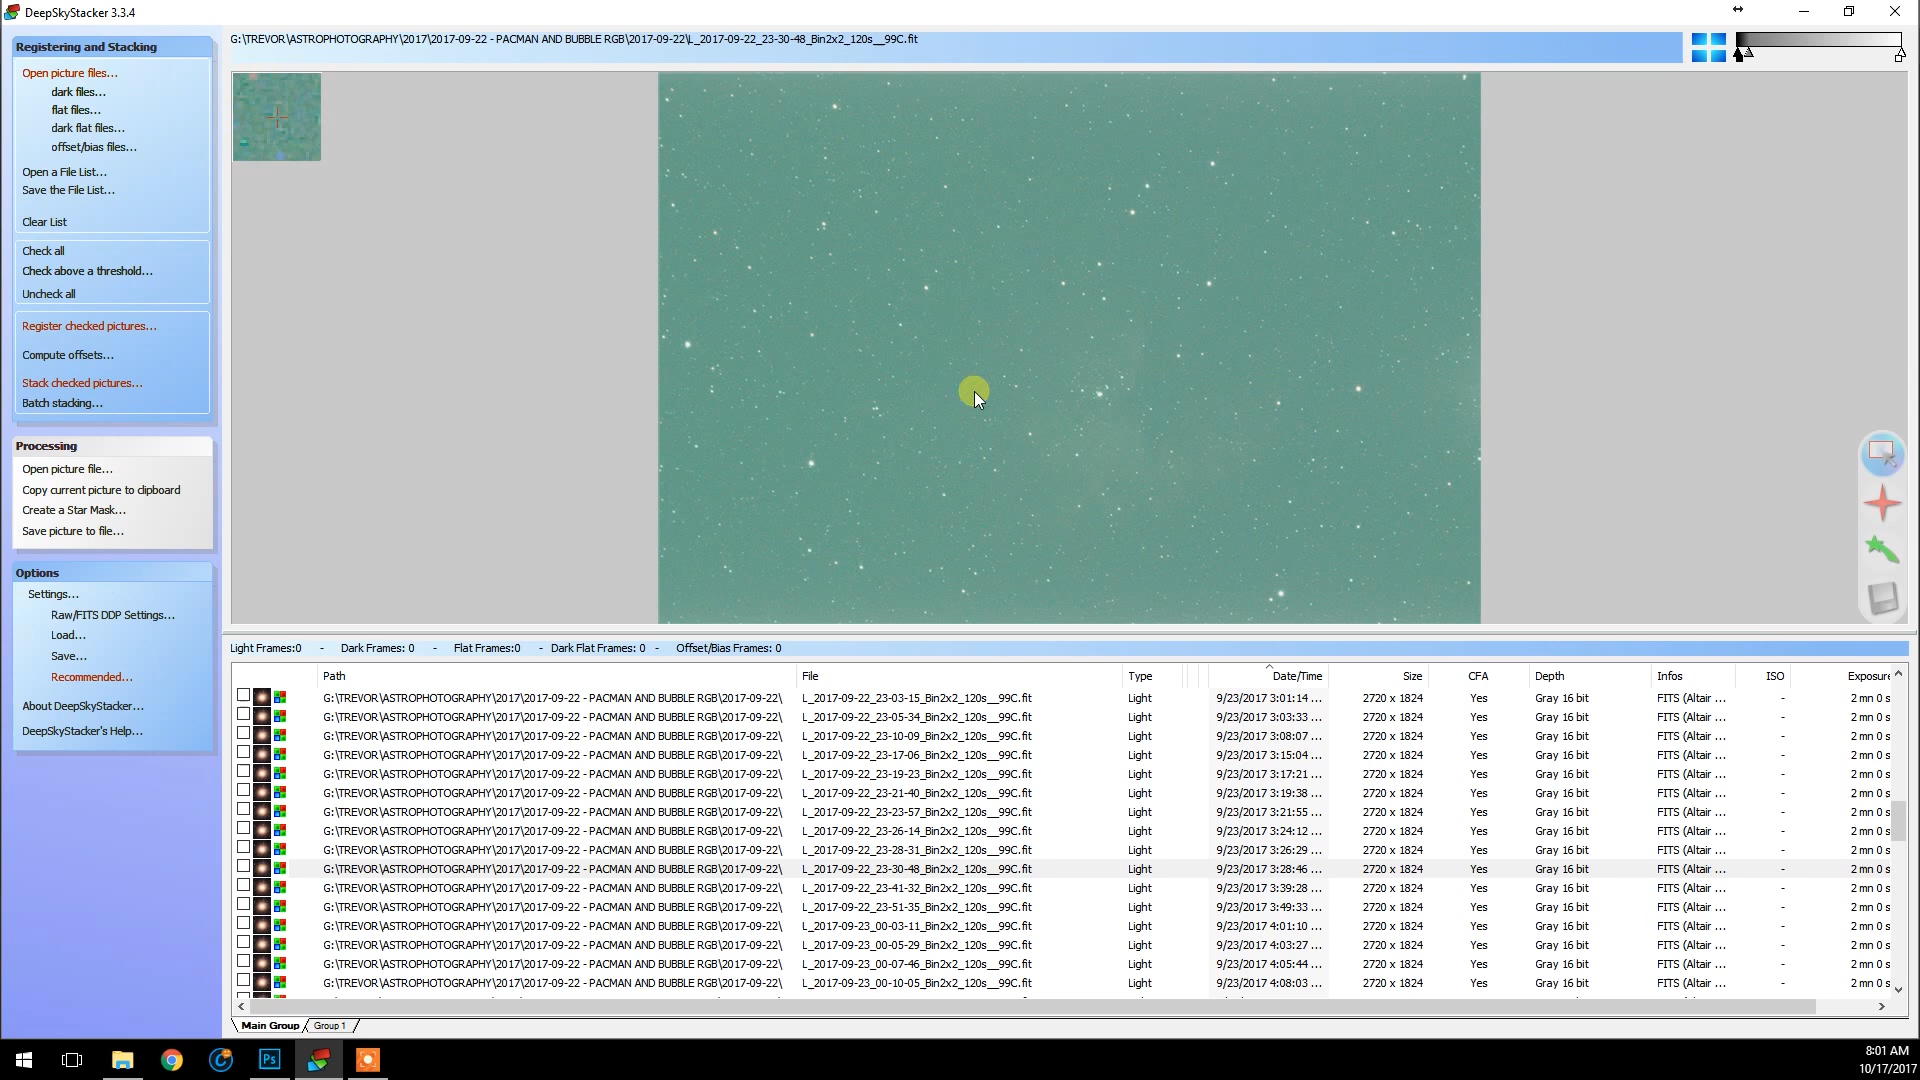 DeepSkyStacker 3.3.4
Registering and Stacking
Open picture files...
dark files...
flat files...
dark flat files...
offset/bias files...
Open a File List...
Save the File List...
Clear List
Check all
Check above a threshold...
Uncheck all
Register checked pictures...
Compute offsets...
Stack checked pictures...
Batch stacking...
Processing
Open picture file...
Copy current picture to clipboard
Create a Star Mask...
Save picture to file...
Options
Settings...
Raw/FITS DDP Settings...
Load...
Save...
Recommended...
About DeepSkyStacker...
DeepSkyStacker's Help...
G:\TREVOR\ASTROPHOTOGRAPHY\2017\2017-09-22 - PACMAN AND BUBBLE RGB\2017-09-22\L_2017-09-22_23-30-48_Bin2x2_120s__99C.fit
Light Frames:0 - Dark Frames: 0 - Flat Frames:0 - Dark Flat Frames: 0 - Offset/Bias Frames: 0
Path File Type Date/Time Size CFA Depth Infos ISO Exposure
G:\TREVOR\ASTROPHOTOGRAPHY\2017\2017-09-22 - PACMAN AND BUBBLE RGB\2017-09-22\ L_2017-09-22_23-03-15_Bin2x2_120s__99C.fit Light 9/23/2017 3:01:14 ... 2720 x 1824 Yes Gray 16 bit FITS (Altair ... - 2 mn 0 s
G:\TREVOR\ASTROPHOTOGRAPHY\2017\2017-09-22 - PACMAN AND BUBBLE RGB\2017-09-22\ L_2017-09-22_23-05-34_Bin2x2_120s__99C.fit Light 9/23/2017 3:03:33 ... 2720 x 1824 Yes Gray 16 bit FITS (Altair ... - 2 mn 0 s
G:\TREVOR\ASTROPHOTOGRAPHY\2017\2017-09-22 - PACMAN AND BUBBLE RGB\2017-09-22\ L_2017-09-22_23-10-09_Bin2x2_120s__99C.fit Light 9/23/2017 3:08:07 ... 2720 x 1824 Yes Gray 16 bit FITS (Altair ... - 2 mn 0 s
G:\TREVOR\ASTROPHOTOGRAPHY\2017\2017-09-22 - PACMAN AND BUBBLE RGB\2017-09-22\ L_2017-09-22_23-17-06_Bin2x2_120s__99C.fit Light 9/23/2017 3:15:04 ... 2720 x 1824 Yes Gray 16 bit FITS (Altair ... - 2 mn 0 s
G:\TREVOR\ASTROPHOTOGRAPHY\2017\2017-09-22 - PACMAN AND BUBBLE RGB\2017-09-22\ L_2017-09-22_23-19-23_Bin2x2_120s__99C.fit Light 9/23/2017 3:17:21 ... 2720 x 1824 Yes Gray 16 bit FITS (Altair ... - 2 mn 0 s
G:\TREVOR\ASTROPHOTOGRAPHY\2017\2017-09-22 - PACMAN AND BUBBLE RGB\2017-09-22\ L_2017-09-22_23-21-40_Bin2x2_120s__99C.fit Light 9/23/2017 3:19:38 ... 2720 x 1824 Yes Gray 16 bit FITS (Altair ... - 2 mn 0 s
G:\TREVOR\ASTROPHOTOGRAPHY\2017\2017-09-22 - PACMAN AND BUBBLE RGB\2017-09-22\ L_2017-09-22_23-23-57_Bin2x2_120s__99C.fit Light 9/23/2017 3:21:55 ... 2720 x 1824 Yes Gray 16 bit FITS (Altair ... - 2 mn 0 s
G:\TREVOR\ASTROPHOTOGRAPHY\2017\2017-09-22 - PACMAN AND BUBBLE RGB\2017-09-22\ L_2017-09-22_23-26-14_Bin2x2_120s__99C.fit Light 9/23/2017 3:24:12 ... 2720 x 1824 Yes Gray 16 bit FITS (Altair ... - 2 mn 0 s
G:\TREVOR\ASTROPHOTOGRAPHY\2017\2017-09-22 - PACMAN AND BUBBLE RGB\2017-09-22\ L_2017-09-22_23-28-31_Bin2x2_120s__99C.fit Light 9/23/2017 3:26:29 ... 2720 x 1824 Yes Gray 16 bit FITS (Altair ... - 2 mn 0 s
G:\TREVOR\ASTROPHOTOGRAPHY\2017\2017-09-22 - PACMAN AND BUBBLE RGB\2017-09-22\ L_2017-09-22_23-30-48_Bin2x2_120s__99C.fit Light 9/23/2017 3:28:46 ... 2720 x 1824 Yes Gray 16 bit FITS (Altair ... - 2 mn 0 s
G:\TREVOR\ASTROPHOTOGRAPHY\2017\2017-09-22 - PACMAN AND BUBBLE RGB\2017-09-22\ L_2017-09-22_23-41-32_Bin2x2_120s__99C.fit Light 9/23/2017 3:39:28 ... 2720 x 1824 Yes Gray 16 bit FITS (Altair ... - 2 mn 0 s
G:\TREVOR\ASTROPHOTOGRAPHY\2017\2017-09-22 - PACMAN AND BUBBLE RGB\2017-09-22\ L_2017-09-22_23-51-35_Bin2x2_120s__99C.fit Light 9/23/2017 3:49:33 ... 2720 x 1824 Yes Gray 16 bit FITS (Altair ... - 2 mn 0 s
G:\TREVOR\ASTROPHOTOGRAPHY\2017\2017-09-22 - PACMAN AND BUBBLE RGB\2017-09-22\ L_2017-09-23_00-03-11_Bin2x2_120s__99C.fit Light 9/23/2017 4:01:10 ... 2720 x 1824 Yes Gray 16 bit FITS (Altair ... - 2 mn 0 s
G:\TREVOR\ASTROPHOTOGRAPHY\2017\2017-09-22 - PACMAN AND BUBBLE RGB\2017-09-22\ L_2017-09-23_00-05-29_Bin2x2_120s__99C.fit Light 9/23/2017 4:03:27 ... 2720 x 1824 Yes Gray 16 bit FITS (Altair ... - 2 mn 0 s
G:\TREVOR\ASTROPHOTOGRAPHY\2017\2017-09-22 - PACMAN AND BUBBLE RGB\2017-09-22\ L_2017-09-23_00-07-46_Bin2x2_120s__99C.fit Light 9/23/2017 4:05:44 ... 2720 x 1824 Yes Gray 16 bit FITS (Altair ... - 2 mn 0 s
G:\TREVOR\ASTROPHOTOGRAPHY\2017\2017-09-22 - PACMAN AND BUBBLE RGB\2017-09-22\ L_2017-09-23_00-10-05_Bin2x2_120s__99C.fit Light 9/23/2017 4:08:03 ... 2720 x 1824 Yes Gray 16 bit FITS (Altair ... - 2 mn 0 s
Main Group Group 1
Ps
8:01 AM
10/17/2017